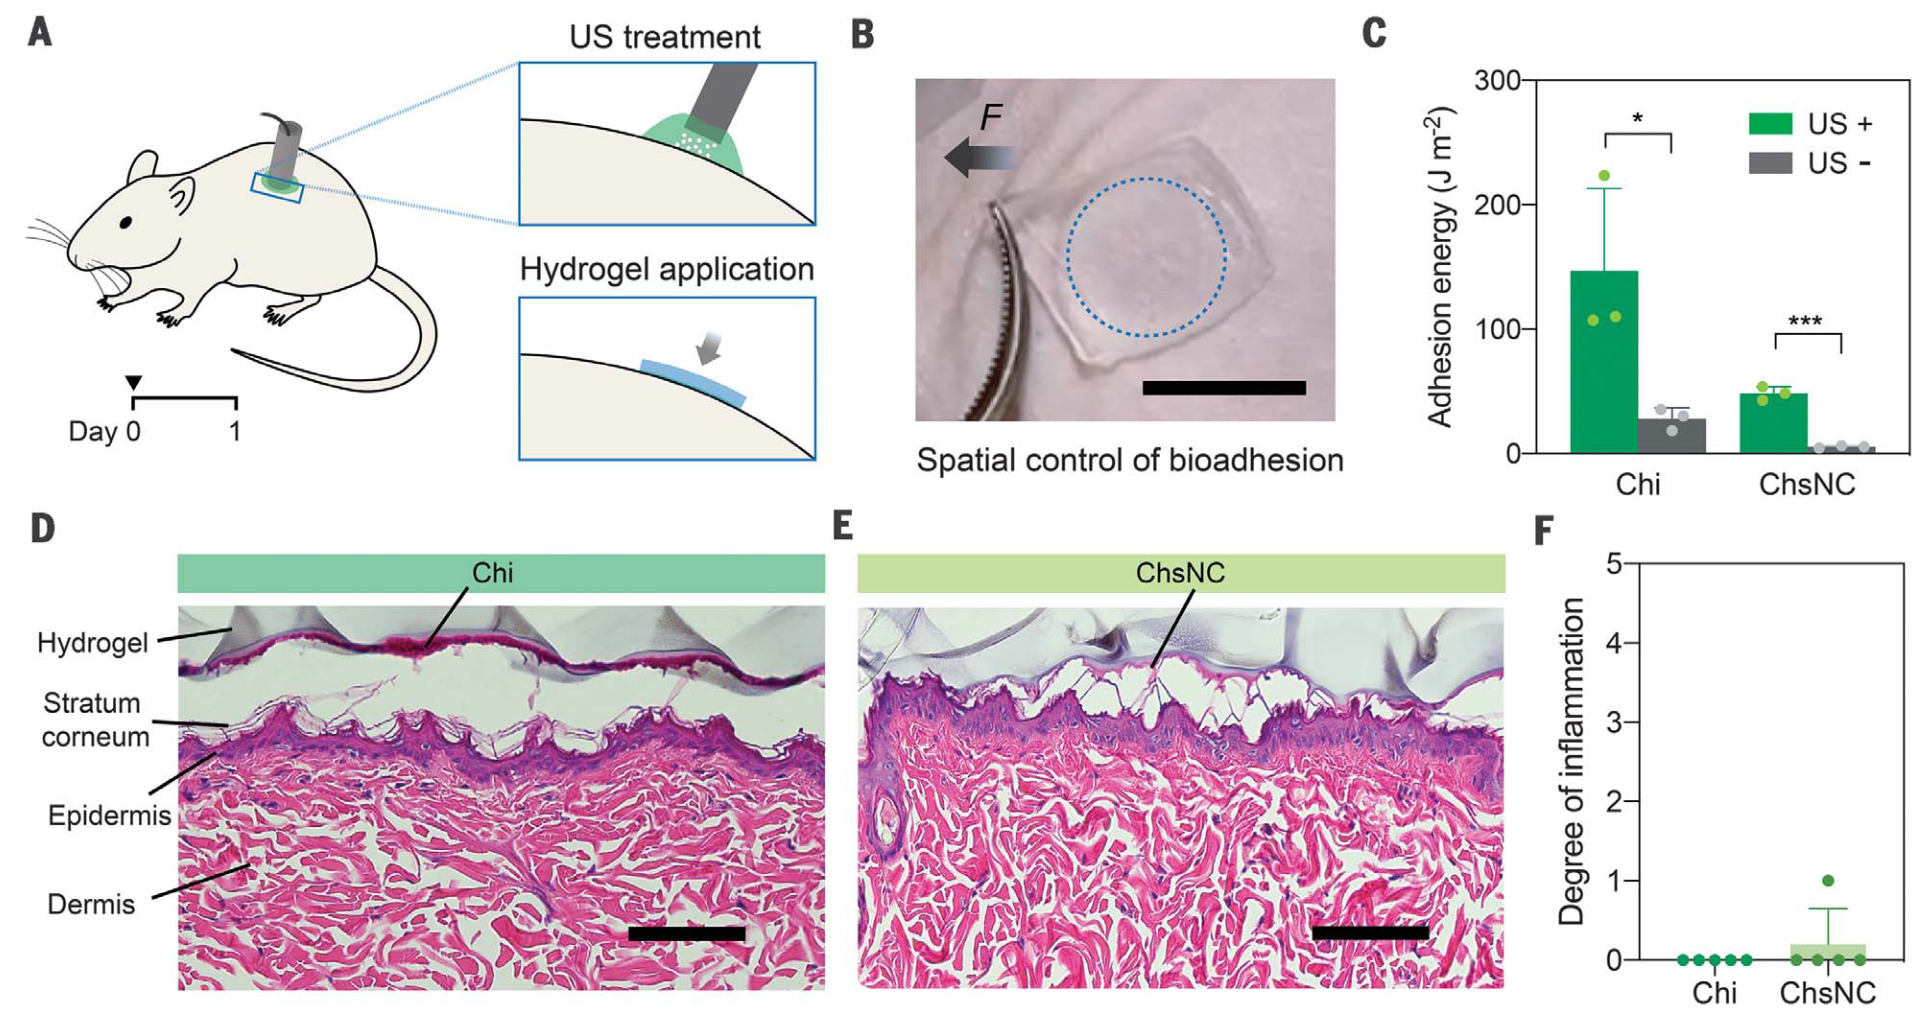 A
US treatment
Hydrogel application
Day 0 1
B
F
Spatial control of bioadhesion
C
Adhesion energy (J m⁻²)
300
200
100
0
US +
US −
*
***
Chi
ChsNC
D
Chi
Hydrogel
Stratum
corneum
Epidermis
Dermis
E
ChsNC
F
Degree of inflammation
5
4
3
2
1
0
Chi
ChsNC